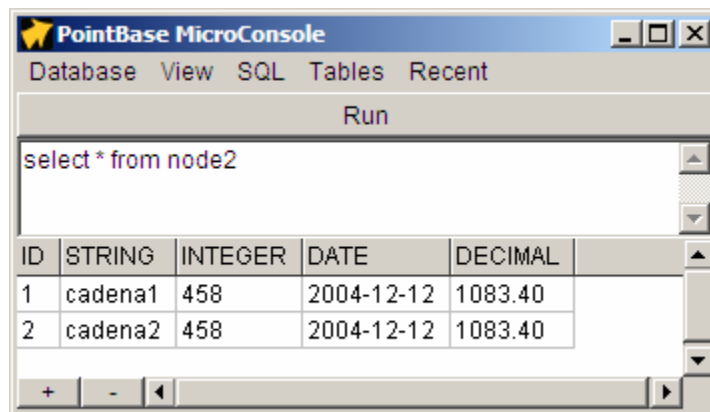 PointBase MicroConsole
Database View SQL Tables Recent
Run
select * from node2
ID STRING INTEGER DATE DECIMAL
1 cadena1 458 2004-12-12 1083.40
2 cadena2 458 2004-12-12 1083.40
+ -